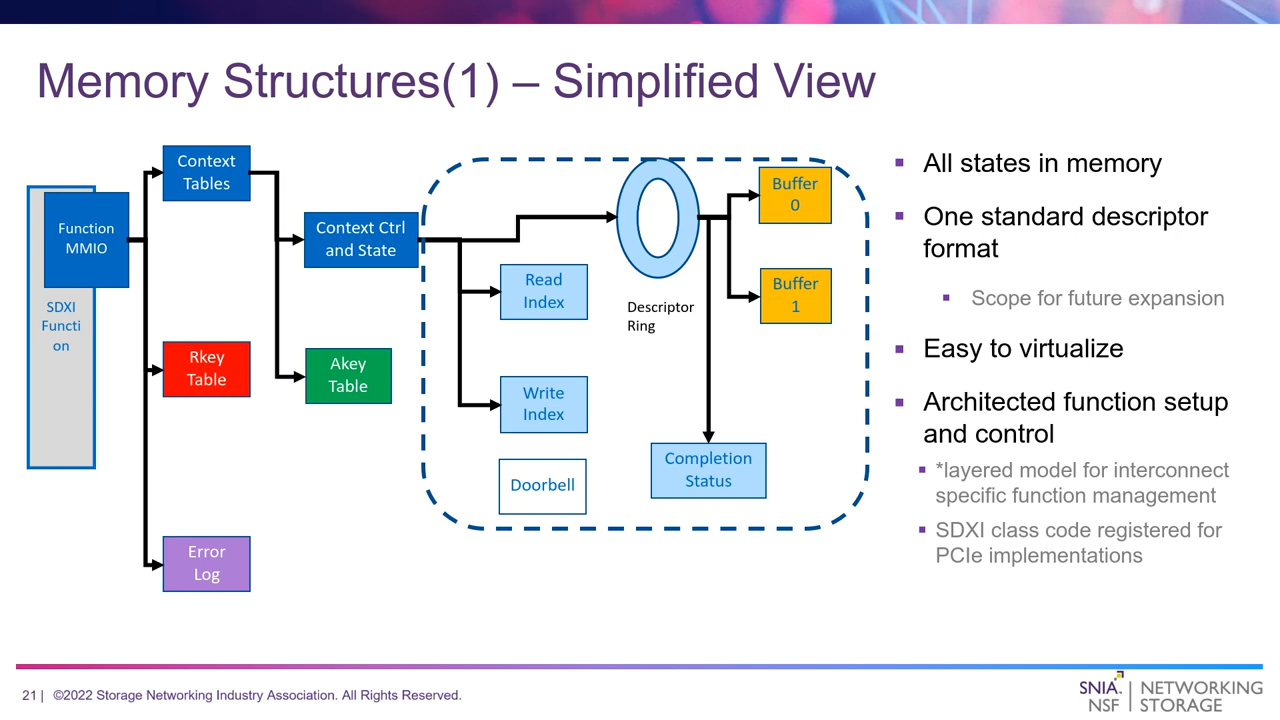 Memory Structures(1) – Simplified View
Context
Tables
Function
MMIO
SDXI
Functi
on
Context Ctrl
and State
Rkey
Table
Akey
Table
Error
Log
Read
Index
Write
Index
Doorbell
Descriptor
Ring
Buffer
0
Buffer
1
Completion
Status
▪ All states in memory
▪ One standard descriptor
format
▪ Scope for future expansion
▪ Easy to virtualize
▪ Architected function setup
and control
▪ *layered model for interconnect
specific function management
▪ SDXI class code registered for
PCIe implementations
21 | ©2022 Storage Networking Industry Association. All Rights Reserved.
SNIA. | NETWORKING
NSF | STORAGE